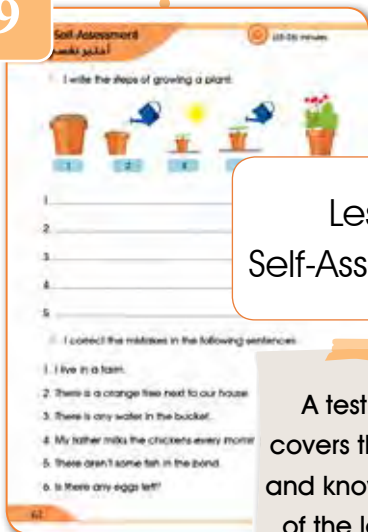 9
Self-Assessment
أختبر نفسي
minutes
I write the steps of growing a plant.
1 2
1
2
3
4
5
I correct the mistakes in the following sentences
1. I live in a farm.
2. There is a orange tree next to our house
3. There is any water in the bucket.
4. My father milks the chickens every
5. There aren't some fish in the pond.
6. Is there any eggs left?
62
Les
Self-Ass
A test
covers th
and know
of the le